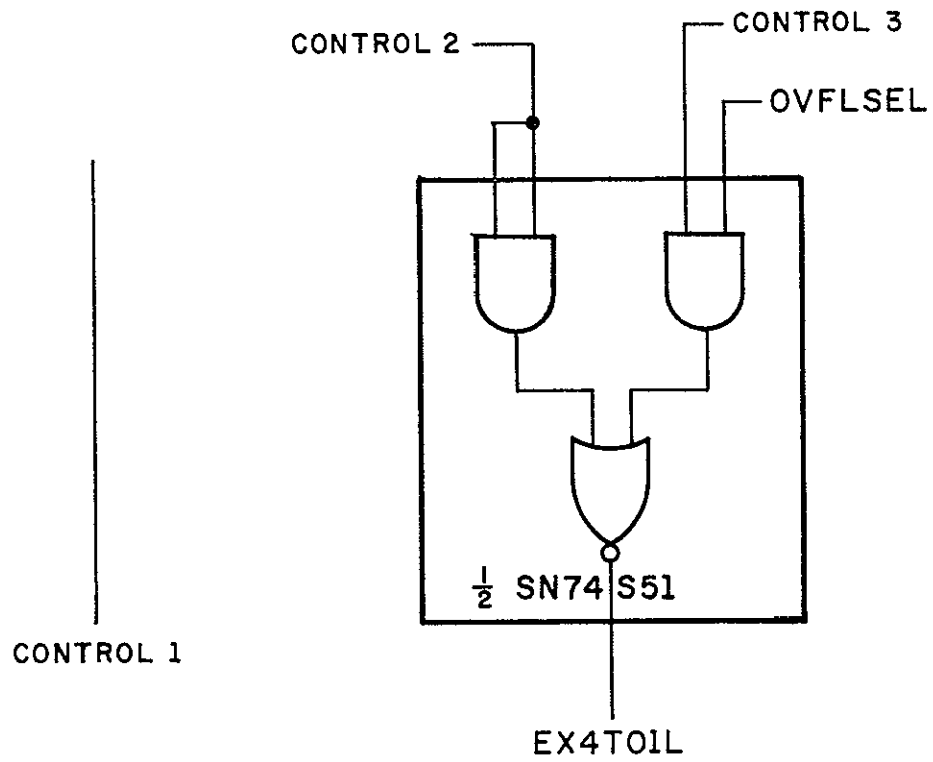 CONTROL 2
CONTROL 3
OVFLSEL
½ SN74 S51
CONTROL 1
EX4TO1L